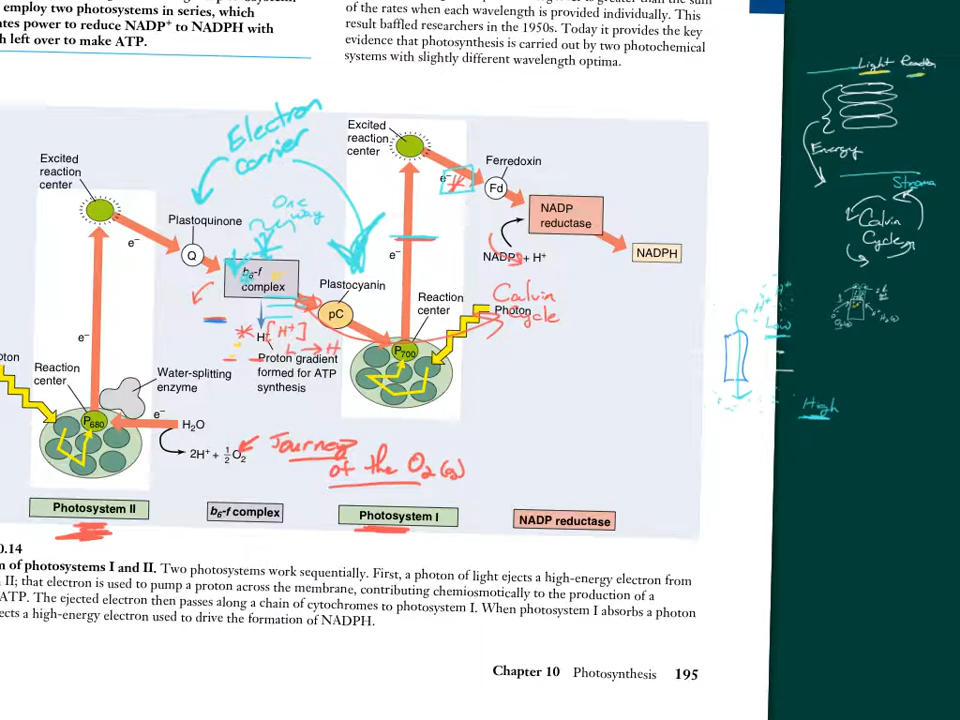 employ two photosystems in series, which
ates power to reduce NADP⁺ to NADPH with
h left over to make ATP.
of the rates when each wavelength is provided individually. This
result baffled researchers in the 1950s. Today it provides the key
evidence that photosynthesis is carried out by two photochemical
systems with slightly different wavelength optima.
Excited
reaction
center
Electron
carrier
One
way
Excited
reaction
center
e⁻
Ferredoxin
Fd
NADP
reductase
NADP + H⁺
NADPH
Plastoquinone
e⁻
Q
b₆-f
complex
Plastocyanin
pC
e⁻
Reaction
center
Photon
Calvin
Cycle
P₇₀₀
H⁺
[H⁺]
L → H
Proton gradient
formed for ATP
synthesis
e⁻
oton
Reaction
center
Water-splitting
enzyme
P₆₈₀
e⁻
H₂O
2H⁺ + ½O₂
Journey
of the O₂(g)
Photosystem II
b₆-f complex
Photosystem I
NADP reductase
0.14
n of photosystems I and II. Two photosystems work sequentially. First, a photon of light ejects a high-energy electron from
II; that electron is used to pump a proton across the membrane, contributing chemiosmotically to the production of a
ATP. The ejected electron then passes along a chain of cytochromes to photosystem I. When photosystem I absorbs a photon
ects a high-energy electron used to drive the formation of NADPH.
Chapter 10 Photosynthesis 195
Light
Energy
Stroma
Calvin
Cycle
Low
High